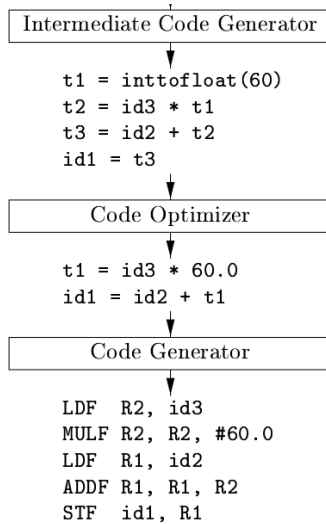 Intermediate Code Generator
t1 = inttofloat(60)
t2 = id3 * t1
t3 = id2 + t2
id1 = t3
Code Optimizer
t1 = id3 * 60.0
id1 = id2 + t1
Code Generator
LDF R2, id3
MULF R2, R2, #60.0
LDF R1, id2
ADDF R1, R1, R2
STF id1, R1